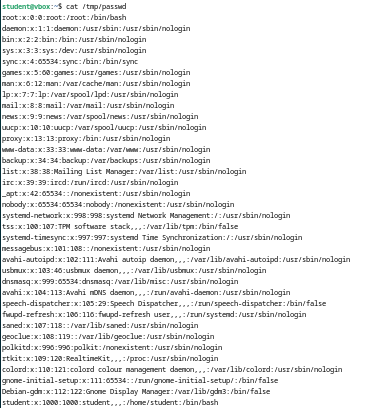 student@vbox:~$ cat /tmp/passwd
root:x:0:0:root:/root:/bin/bash
daemon:x:1:1:daemon:/usr/sbin:/usr/sbin/nologin
bin:x:2:2:bin:/bin:/usr/sbin/nologin
sys:x:3:3:sys:/dev:/usr/sbin/nologin
sync:x:4:65534:sync:/bin:/bin/sync
games:x:5:60:games:/usr/games:/usr/sbin/nologin
man:x:6:12:man:/var/cache/man:/usr/sbin/nologin
lp:x:7:7:lp:/var/spool/lpd:/usr/sbin/nologin
mail:x:8:8:mail:/var/mail:/usr/sbin/nologin
news:x:9:9:news:/var/spool/news:/usr/sbin/nologin
uucp:x:10:10:uucp:/var/spool/uucp:/usr/sbin/nologin
proxy:x:13:13:proxy:/bin:/usr/sbin/nologin
www-data:x:33:33:www-data:/var/www:/usr/sbin/nologin
backup:x:34:34:backup:/var/backups:/usr/sbin/nologin
list:x:38:38:Mailing List Manager:/var/list:/usr/sbin/nologin
irc:x:39:39:ircd:/run/ircd:/usr/sbin/nologin
_apt:x:42:65534::/nonexistent:/usr/sbin/nologin
nobody:x:65534:65534:nobody:/nonexistent:/usr/sbin/nologin
systemd-network:x:998:998:systemd Network Management:/:/usr/sbin/nologin
tss:x:100:107:TPM software stack,,,:/var/lib/tpm:/bin/false
systemd-timesync:x:997:997:systemd Time Synchronization:/:/usr/sbin/nologin
messagebus:x:101:108::/nonexistent:/usr/sbin/nologin
avahi-autoipd:x:102:111:Avahi autoip daemon,,,:/var/lib/avahi-autoipd:/usr/sbin/nologin
usbmux:x:103:46:usbmux daemon,,,:/var/lib/usbmux:/usr/sbin/nologin
dnsmasq:x:999:65534:dnsmasq:/var/lib/misc:/usr/sbin/nologin
avahi:x:104:113:Avahi mDNS daemon,,,:/run/avahi-daemon:/usr/sbin/nologin
speech-dispatcher:x:105:29:Speech Dispatcher,,,:/run/speech-dispatcher:/bin/false
fwupd-refresh:x:106:116:fwupd-refresh user,,,:/run/systemd:/usr/sbin/nologin
saned:x:107:118::/var/lib/saned:/usr/sbin/nologin
geoclue:x:108:119::/var/lib/geoclue:/usr/sbin/nologin
polkitd:x:996:996:polkit:/nonexistent:/usr/sbin/nologin
rtkit:x:109:120:RealtimeKit,,,:/proc:/usr/sbin/nologin
colord:x:110:121:colord colour management daemon,,,:/var/lib/colord:/usr/sbin/nologin
gnome-initial-setup:x:111:65534::/run/gnome-initial-setup/:/bin/false
Debian-gdm:x:112:122:Gnome Display Manager:/var/lib/gdm3:/bin/false
student:x:1000:1000:student,,,:/home/student:/bin/bash